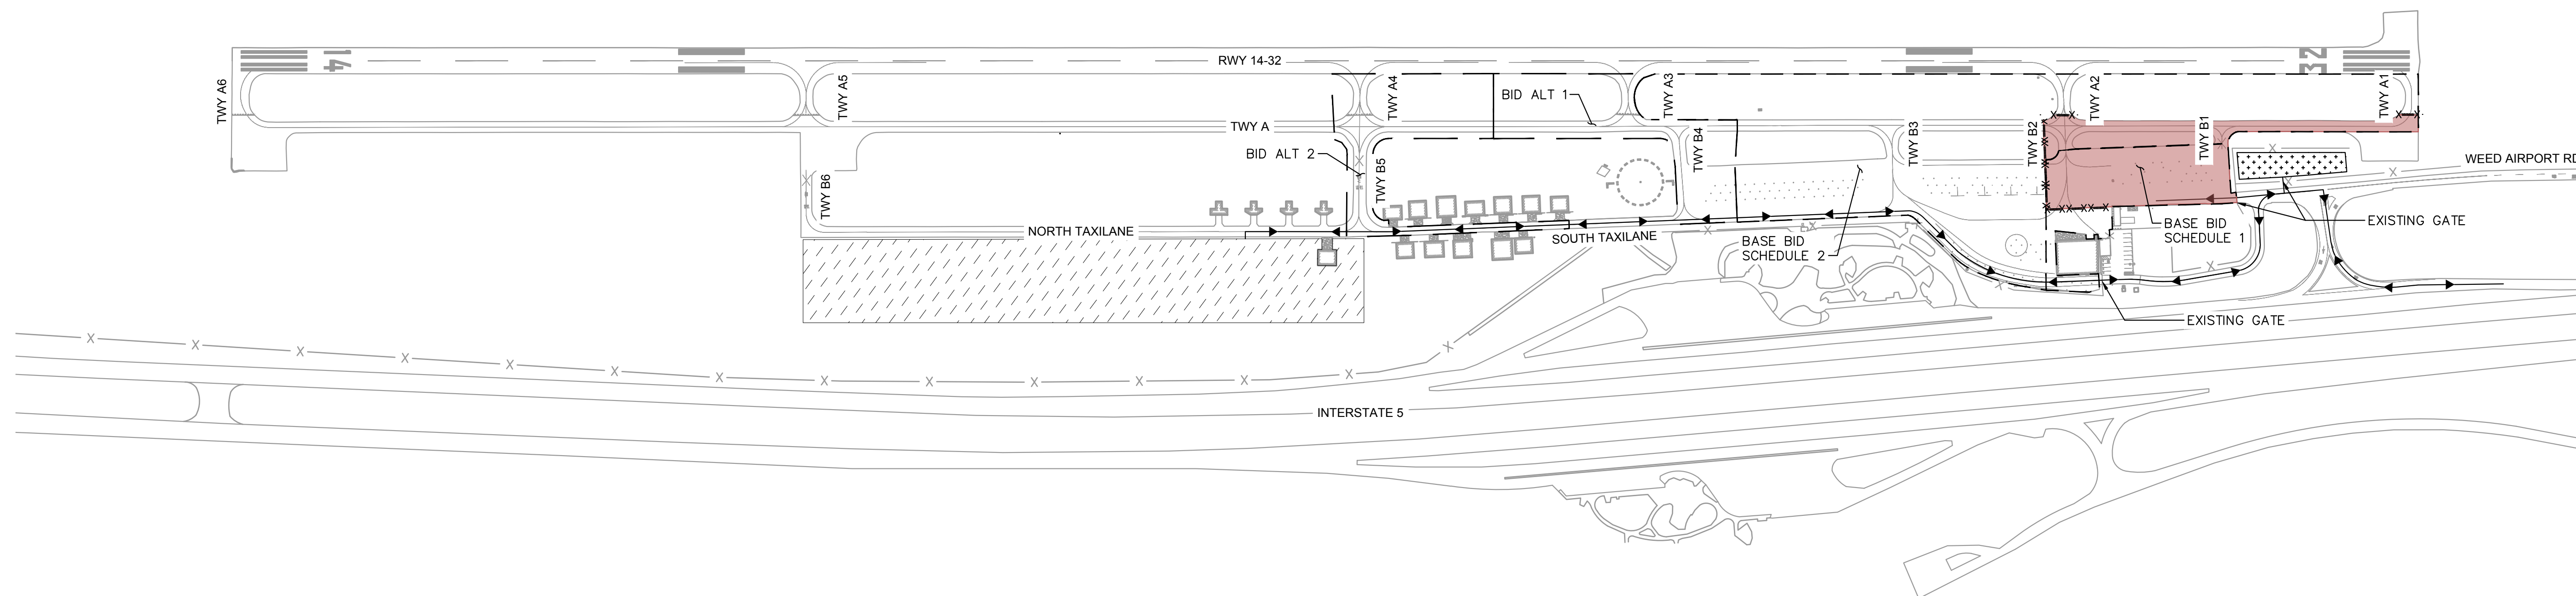 14
32
RWY 14-32
TWY A6
TWY A5
TWY A4
TWY A3
TWY A2
TWY A1
BID ALT 1
TWY A
BID ALT 2
TWY B6
TWY B5
TWY B4
TWY B3
TWY B2
TWY B1
WEED AIRPORT RD
NORTH TAXILANE
SOUTH TAXILANE
BASE BID
SCHEDULE 2
BASE BID
SCHEDULE 1
EXISTING GATE
EXISTING GATE
INTERSTATE 5